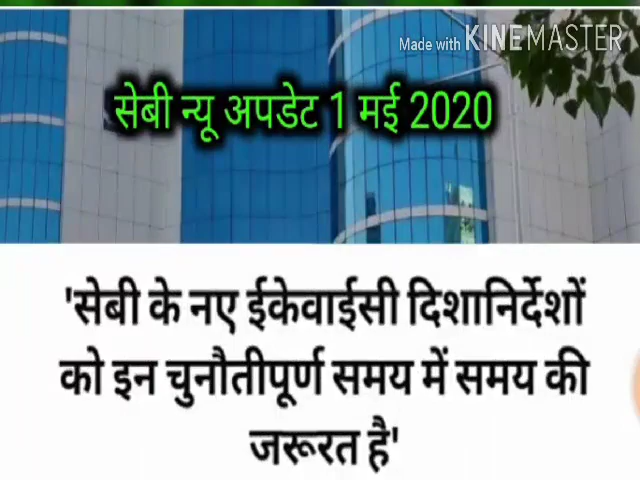 Made with KINEMASTER
सेबी न्यू अपडेट 1 मई 2020
'सेबी के नए ईकेवाईसी दिशानिर्देशों
को इन चुनौतीपूर्ण समय में समय की
जरूरत है'